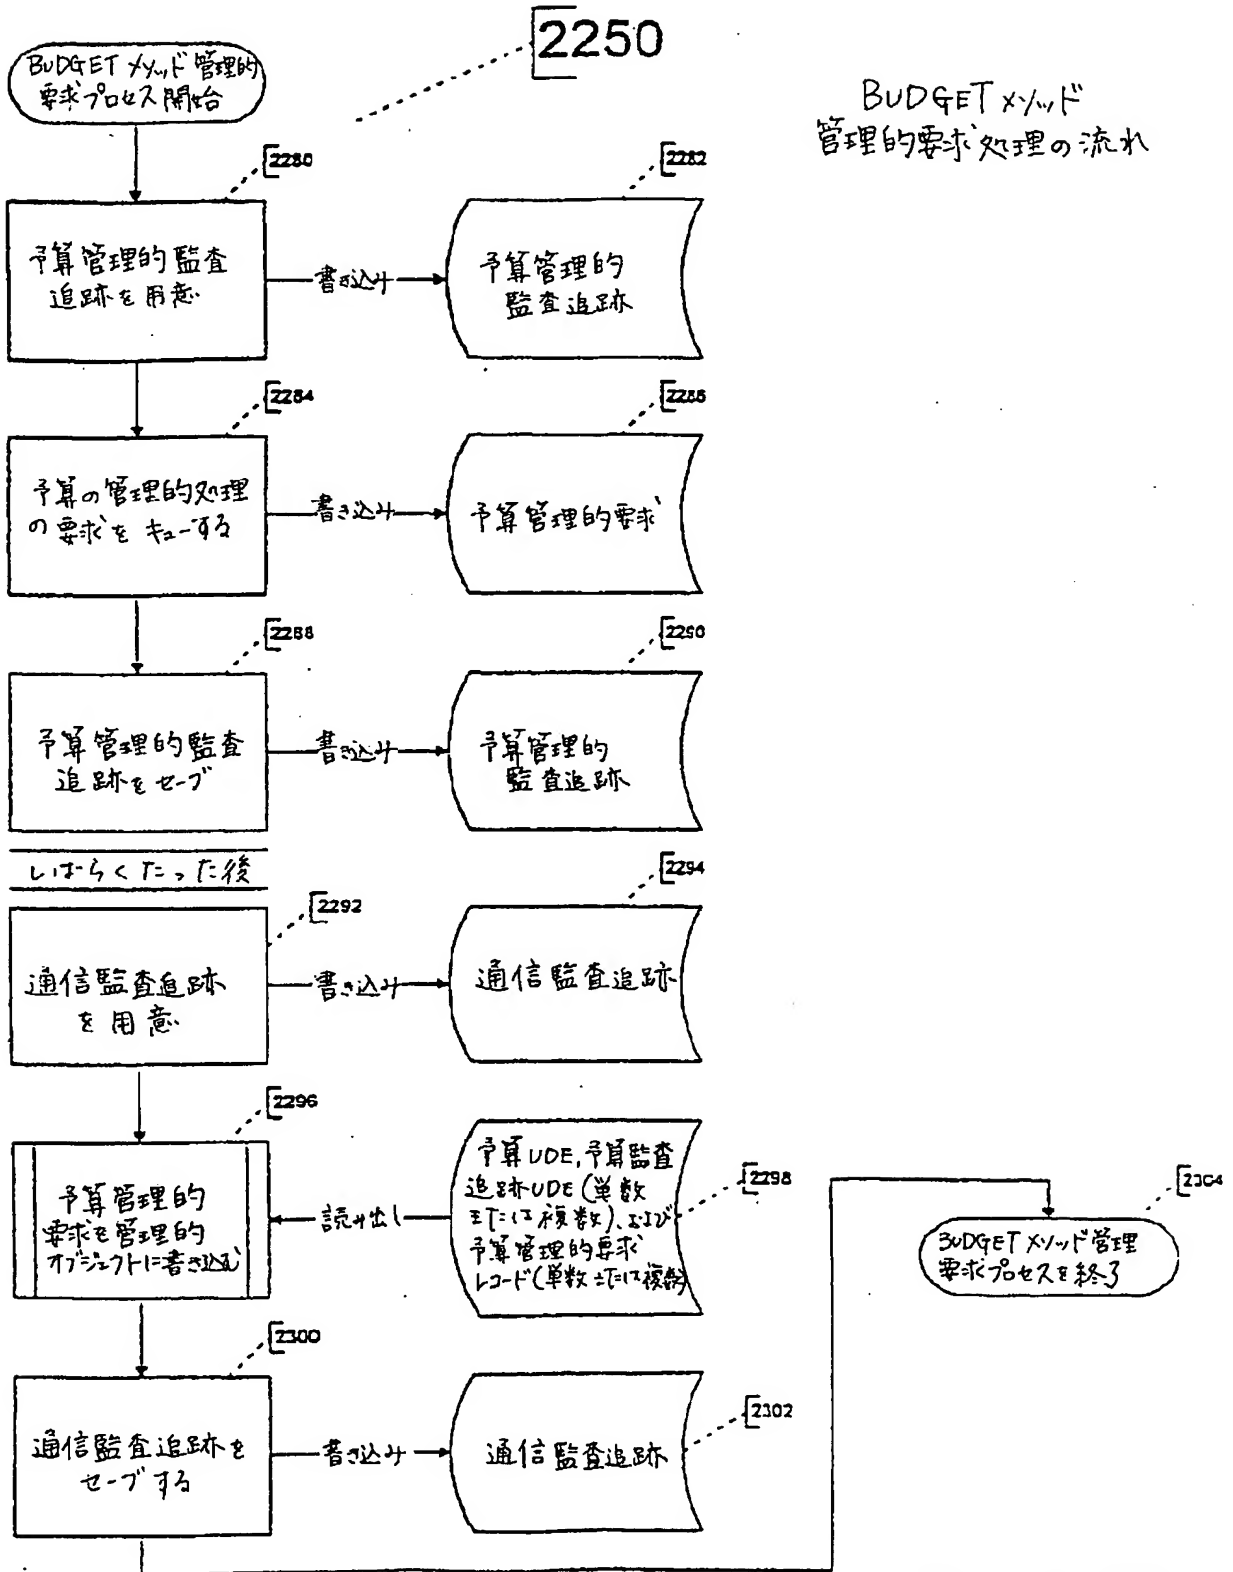 2250
BUDGETメソッド管理的
要求プロセス開始
BUDGETメソッド
管理的要求処理の流れ
2280
2282
予算管理的監査
追跡を用意
書き込み
予算管理的
監査追跡
2284
2286
予算の管理的処理
の要求をキューする
書き込み
予算管理的要求
2288
2290
予算管理的監査
追跡をセーブ
書き込み
予算管理的
監査追跡
しばらくたった後
2292
2294
通信監査追跡
を用意
書き込み
通信監査追跡
2296
2298
予算管理的
要求を管理的
オブジェクトに書き込む
読み出し
予算UDE,予算監査
追跡UDE(単数
または複数)、および
予算管理的要求
レコード(単数または複数)
2304
BUDGETメソッド管理
要求プロセスを終了
2300
2302
通信監査追跡を
セーブする
書き込み
通信監査追跡